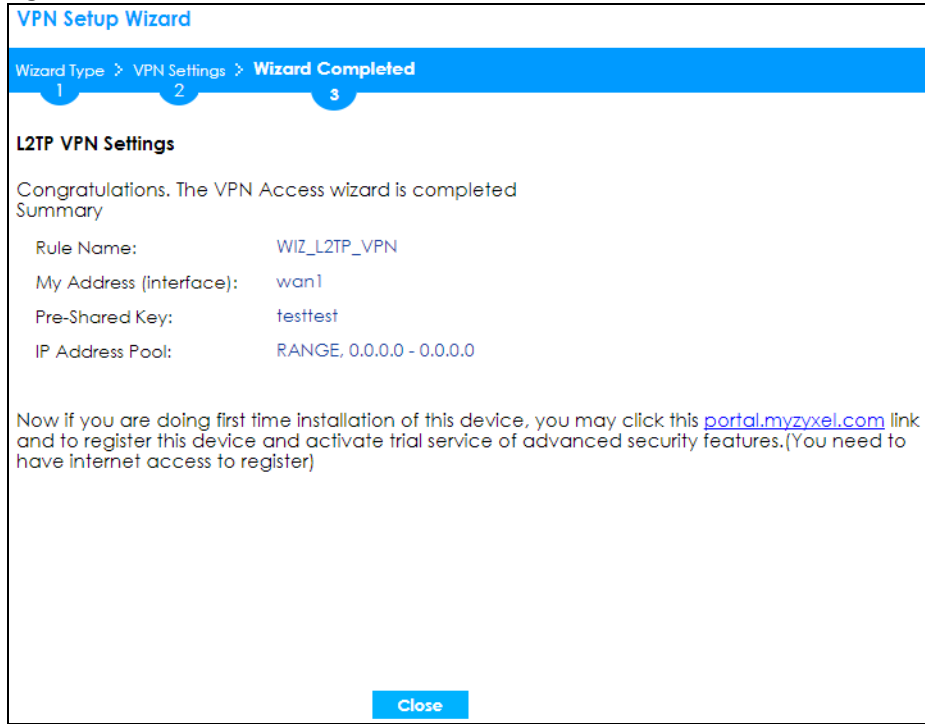 VPN Setup Wizard
Wizard Type > VPN Settings > Wizard Completed
1 2 3
L2TP VPN Settings
Congratulations. The VPN Access wizard is completed
Summary
Rule Name: WIZ_L2TP_VPN
My Address (interface): wan1
Pre-Shared Key: testtest
IP Address Pool: RANGE, 0.0.0.0 - 0.0.0.0
Now if you are doing first time installation of this device, you may click this portal.myzyxel.com link
and to register this device and activate trial service of advanced security features.(You need to
have internet access to register)
Close